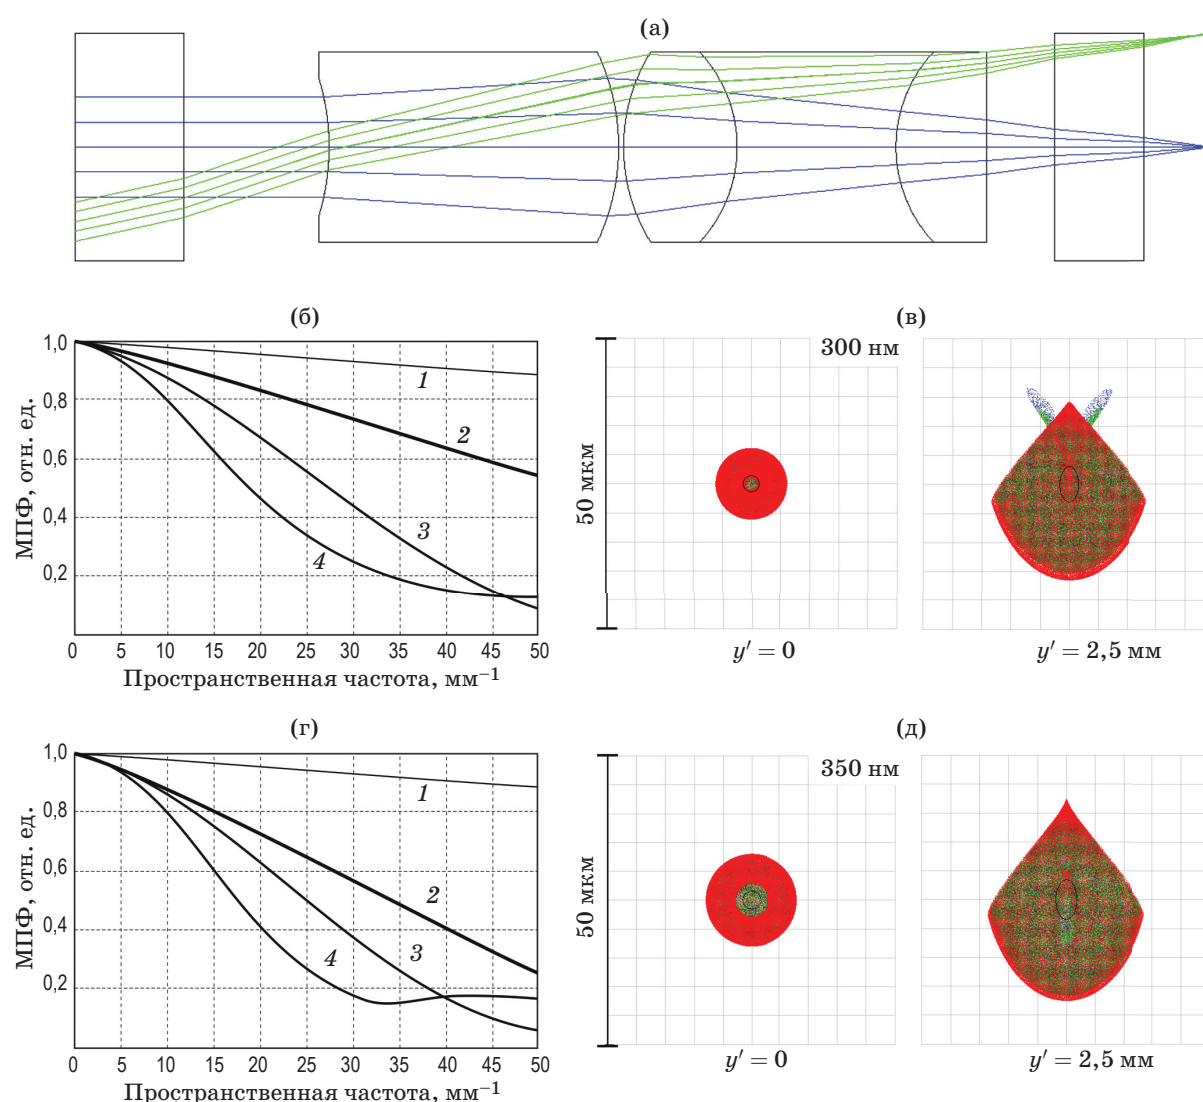 (а)
(б)
1,0
0,8
0,6
0,4
0,2
МПФ, отн. ед.
1
2
3
4
0 5 10 15 20 25 30 35 40 45 50
Пространственная частота, мм⁻¹
(в)
300 нм
50 мкм
y′ = 0
y′ = 2,5 мм
(г)
1,0
0,8
0,6
0,4
0,2
МПФ, отн. ед.
1
2
3
4
0 5 10 15 20 25 30 35 40 45 50
Пространственная частота, мм⁻¹
(д)
350 нм
50 мкм
y′ = 0
y′ = 2,5 мм